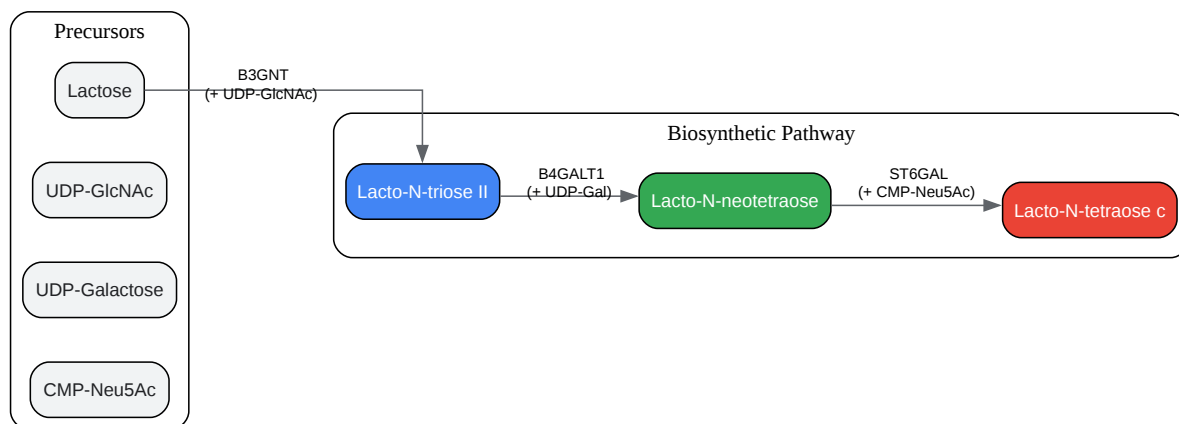 Precursors
Lactose
UDP-GlcNAc
UDP-Galactose
CMP-Neu5Ac
B3GNT
(+ UDP-GlcNAc)
Biosynthetic Pathway
Lacto-N-triose II
B4GALT1
(+ UDP-Gal)
Lacto-N-neotetraose
ST6GAL
(+ CMP-Neu5Ac)
Lacto-N-tetraose c